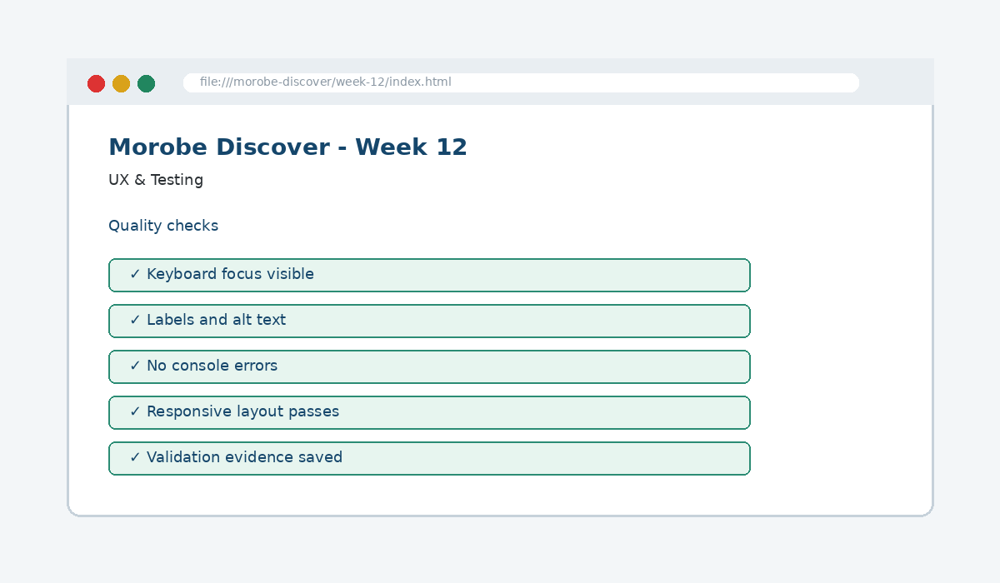 file:///morobe-discover/week-12/index.html
Morobe Discover - Week 12
UX & Testing
Quality checks
✓ Keyboard focus visible
✓ Labels and alt text
✓ No console errors
✓ Responsive layout passes
✓ Validation evidence saved